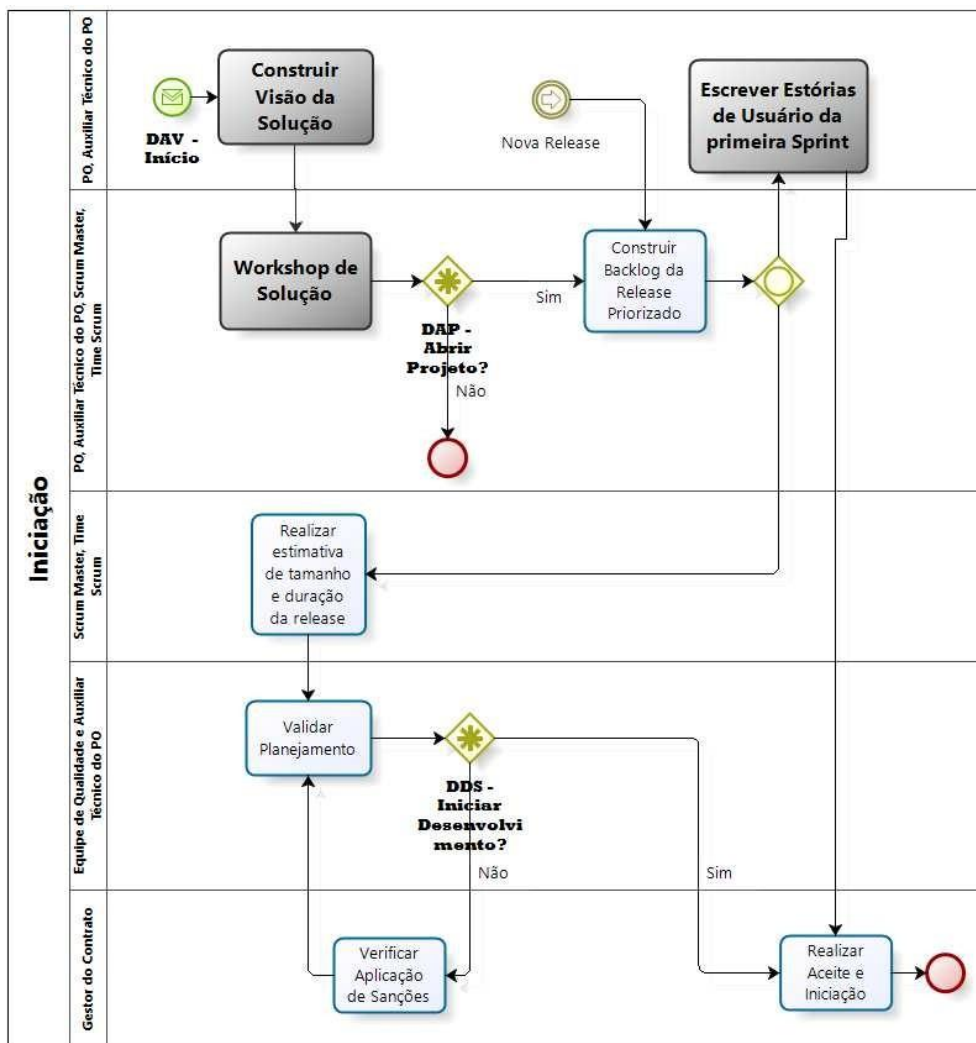 Iniciação
PO, Auxiliar Técnico do PO
DAV -
Início
Construir
Visão da
Solução
Nova Release
Escrever Estórias
de Usuário da
primeira Sprint
PO, Auxiliar Técnico do PO, Scrum Master,
Time Scrum
Workshop de
Solução
DAP -
Abrir
Projeto?
Sim
Não
Construir
Backlog da
Release
Priorizado
Scrum Master, Time
Scrum
Realizar
estimativa
de tamanho
e duração
da release
Equipe de Qualidade e Auxiliar
Técnico do PO
Validar
Planejamento
DDS -
Iniciar
Desenvolvi
mento?
Não
Sim
Gestor do Contrato
Verificar
Aplicação
de Sanções
Realizar
Aceite e
Iniciação